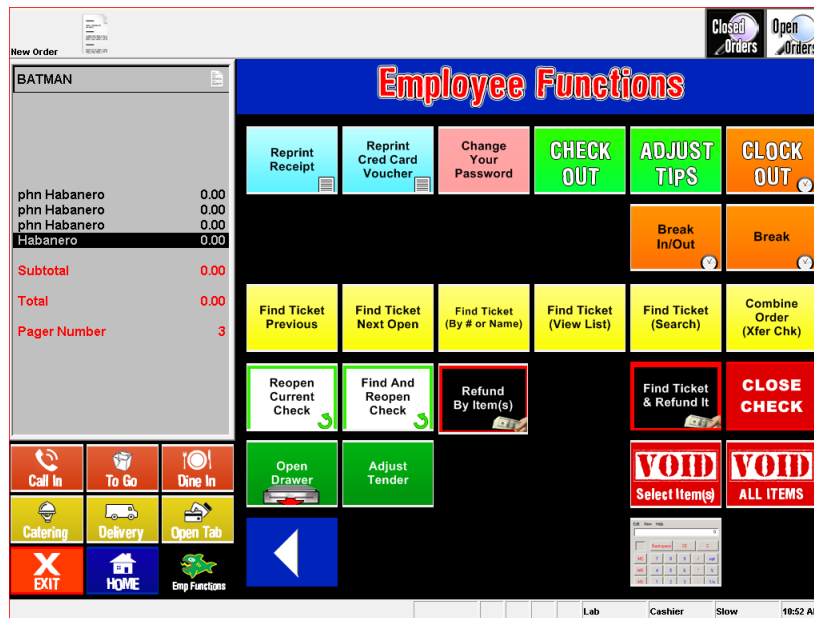 New Order
Closed Orders
Open Orders
BATMAN
phn Habanero 0.00
phn Habanero 0.00
phn Habanero 0.00
Habanero 0.00
Subtotal 0.00
Total 0.00
Pager Number 3
Call In
To Go
Dine In
Catering
Delivery
Open Tab
X
EXIT
HOME
Emp Functions
Employee Functions
Reprint
Receipt
Reprint
Cred Card
Voucher
Change
Your
Password
CHECK
OUT
ADJUST
TIPS
CLOCK
OUT
Break
In/Out
Break
Find Ticket
Previous
Find Ticket
Next Open
Find Ticket
(By # or Name)
Find Ticket
(View List)
Find Ticket
(Search)
Combine
Order
(Xfer Chk)
Reopen
Current
Check
Find And
Reopen
Check
Refund
By Item(s)
Find Ticket
& Refund It
CLOSE
CHECK
Open
Drawer
Adjust
Tender
VOID
Select Item(s)
VOID
ALL ITEMS
Lab
Cashier
Slow
10:52 A